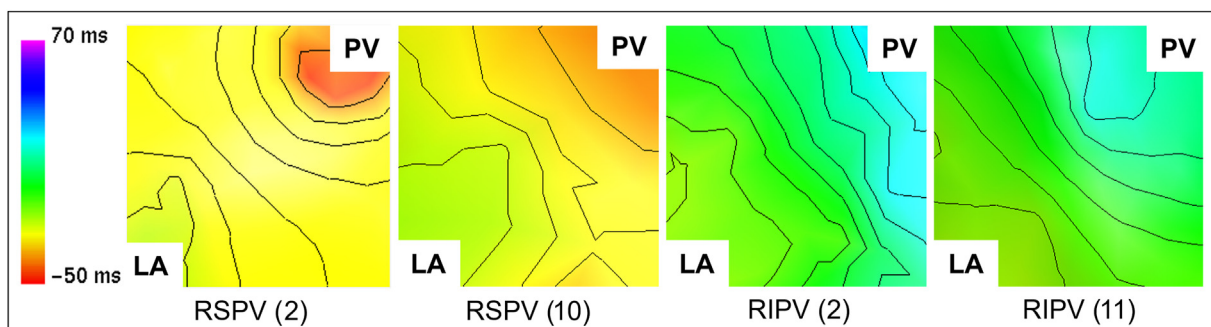 70 ms
−50 ms
PV
LA
RSPV (2)
PV
LA
RSPV (10)
PV
LA
RIPV (2)
PV
LA
RIPV (11)